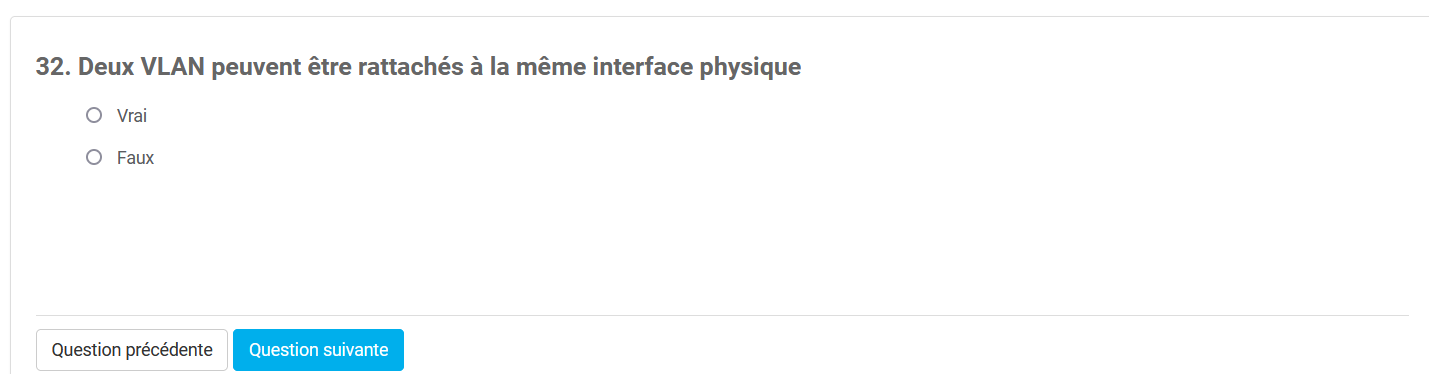 32. Deux VLAN peuvent être rattachés à la même interface physique
Vrai
Faux
Question précédente
Question suivante